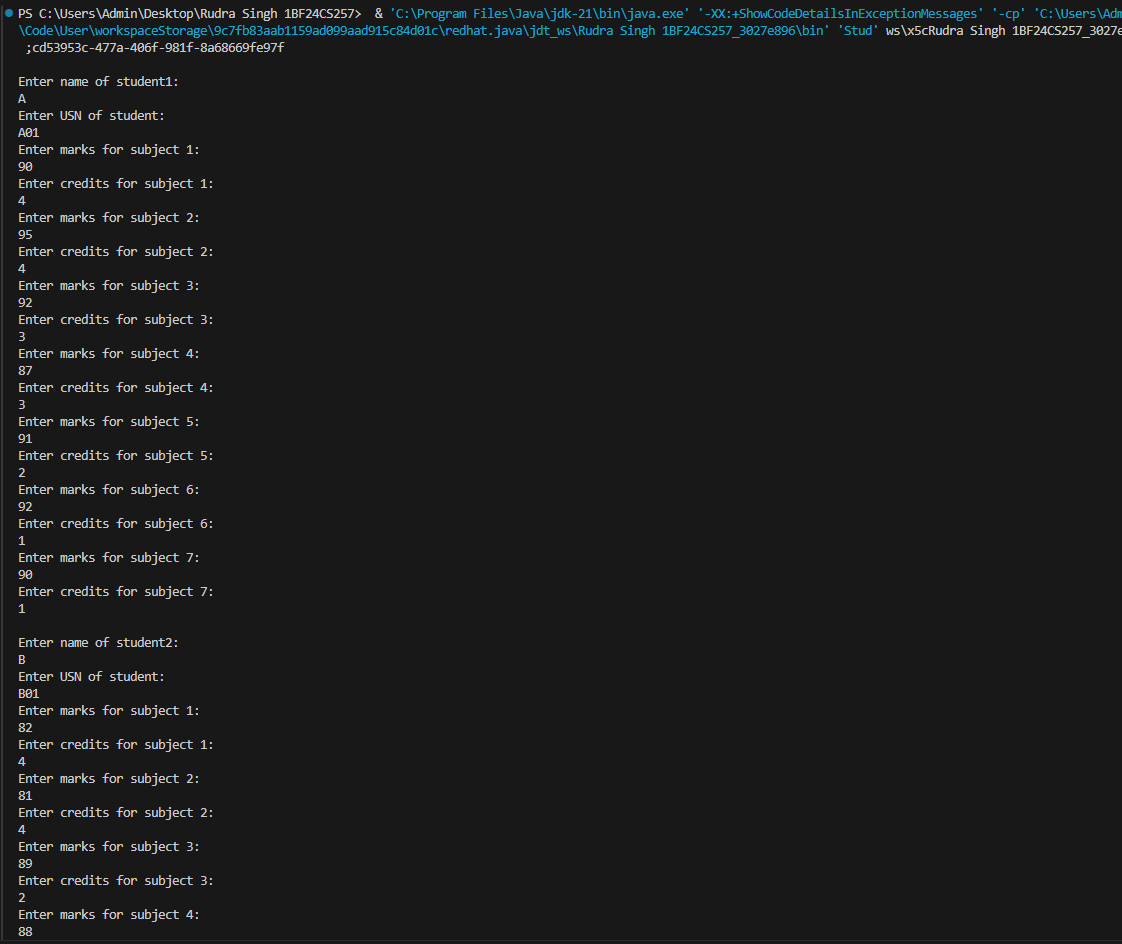 PS C:\Users\Admin\Desktop\Rudra Singh 1BF24CS257>  & 'C:\Program Files\Java\jdk-21\bin\java.exe' '-XX:+ShowCodeDetailsInExceptionMessages' '-cp' 'C:\Users\Adm
\Code\User\workspaceStorage\9c7fb83aab1159ad099aad915c84d01c\redhat.java\jdt_ws\Rudra Singh 1BF24CS257_3027e896\bin' 'Stud' ws\x5cRudra Singh 1BF24CS257_3027e
;cd53953c-477a-406f-981f-8a68669fe97f
Enter name of student1:
A
Enter USN of student:
A01
Enter marks for subject 1:
90
Enter credits for subject 1:
4
Enter marks for subject 2:
95
Enter credits for subject 2:
4
Enter marks for subject 3:
92
Enter credits for subject 3:
3
Enter marks for subject 4:
87
Enter credits for subject 4:
3
Enter marks for subject 5:
91
Enter credits for subject 5:
2
Enter marks for subject 6:
92
Enter credits for subject 6:
1
Enter marks for subject 7:
90
Enter credits for subject 7:
1
Enter name of student2:
B
Enter USN of student:
B01
Enter marks for subject 1:
82
Enter credits for subject 1:
4
Enter marks for subject 2:
81
Enter credits for subject 2:
4
Enter marks for subject 3:
89
Enter credits for subject 3:
2
Enter marks for subject 4:
88